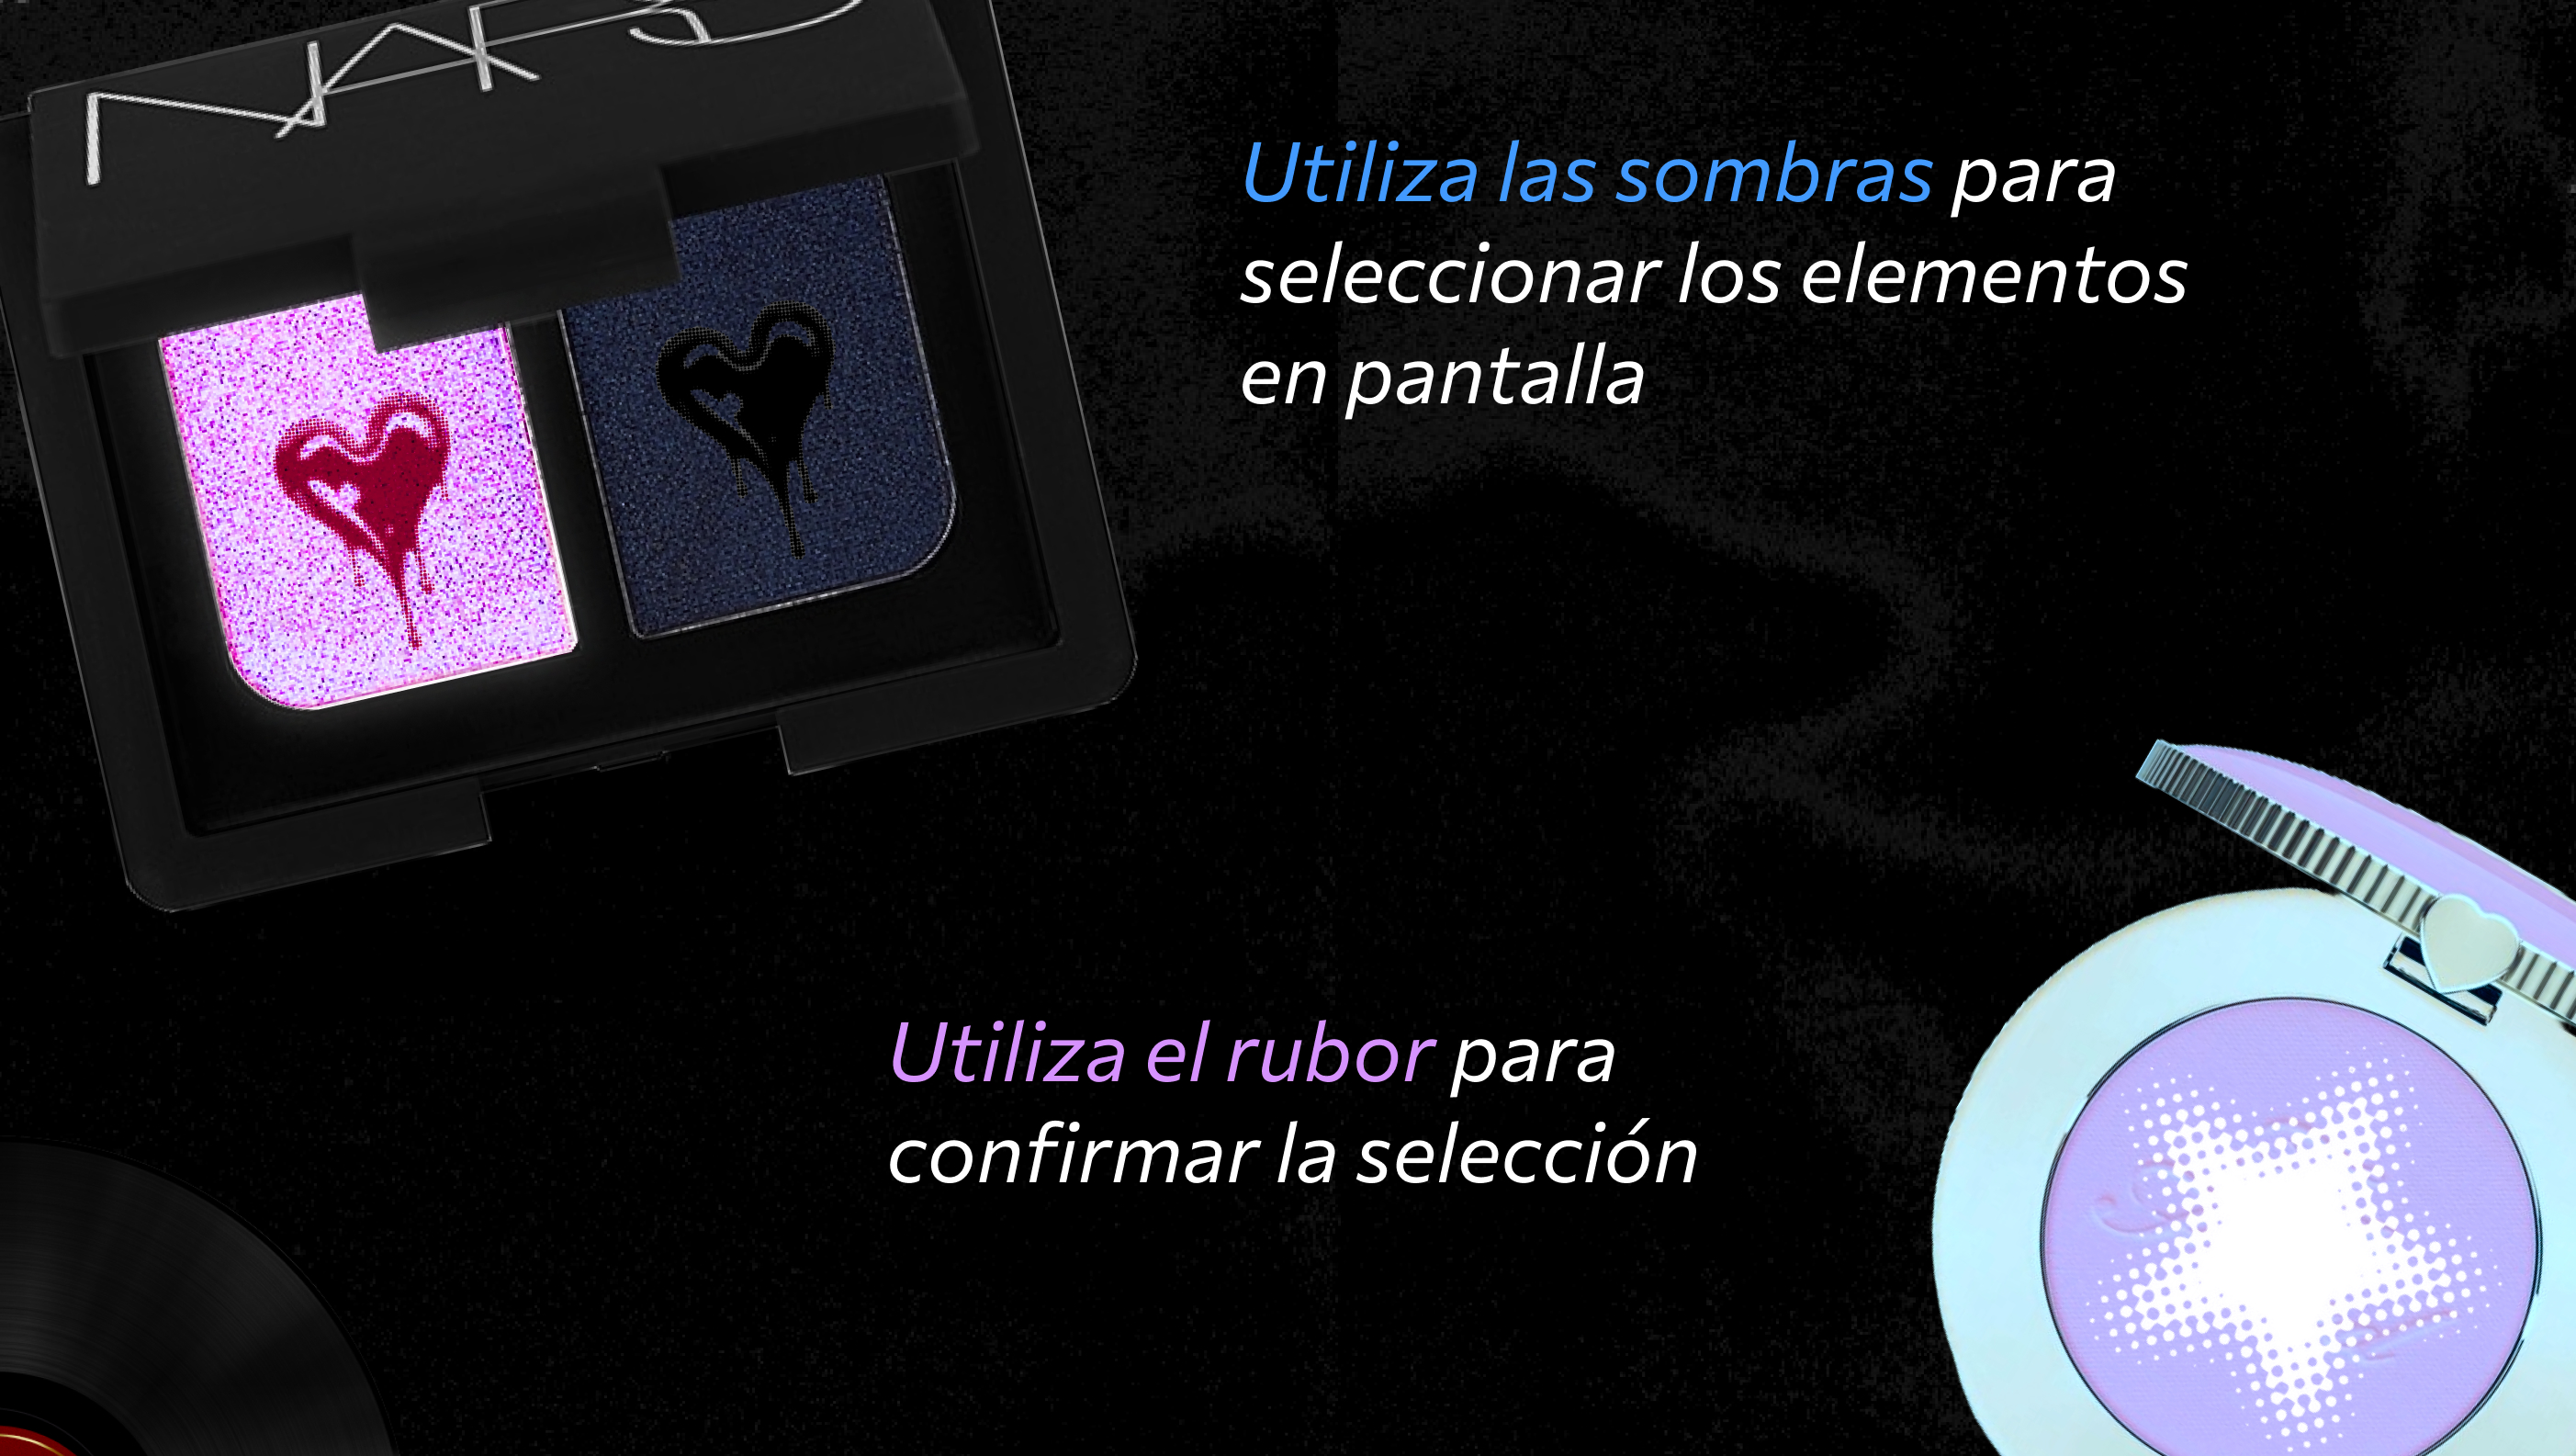 NARS
Utiliza las sombras para
seleccionar los elementos
en pantalla
Utiliza el rubor para
confirmar la selección